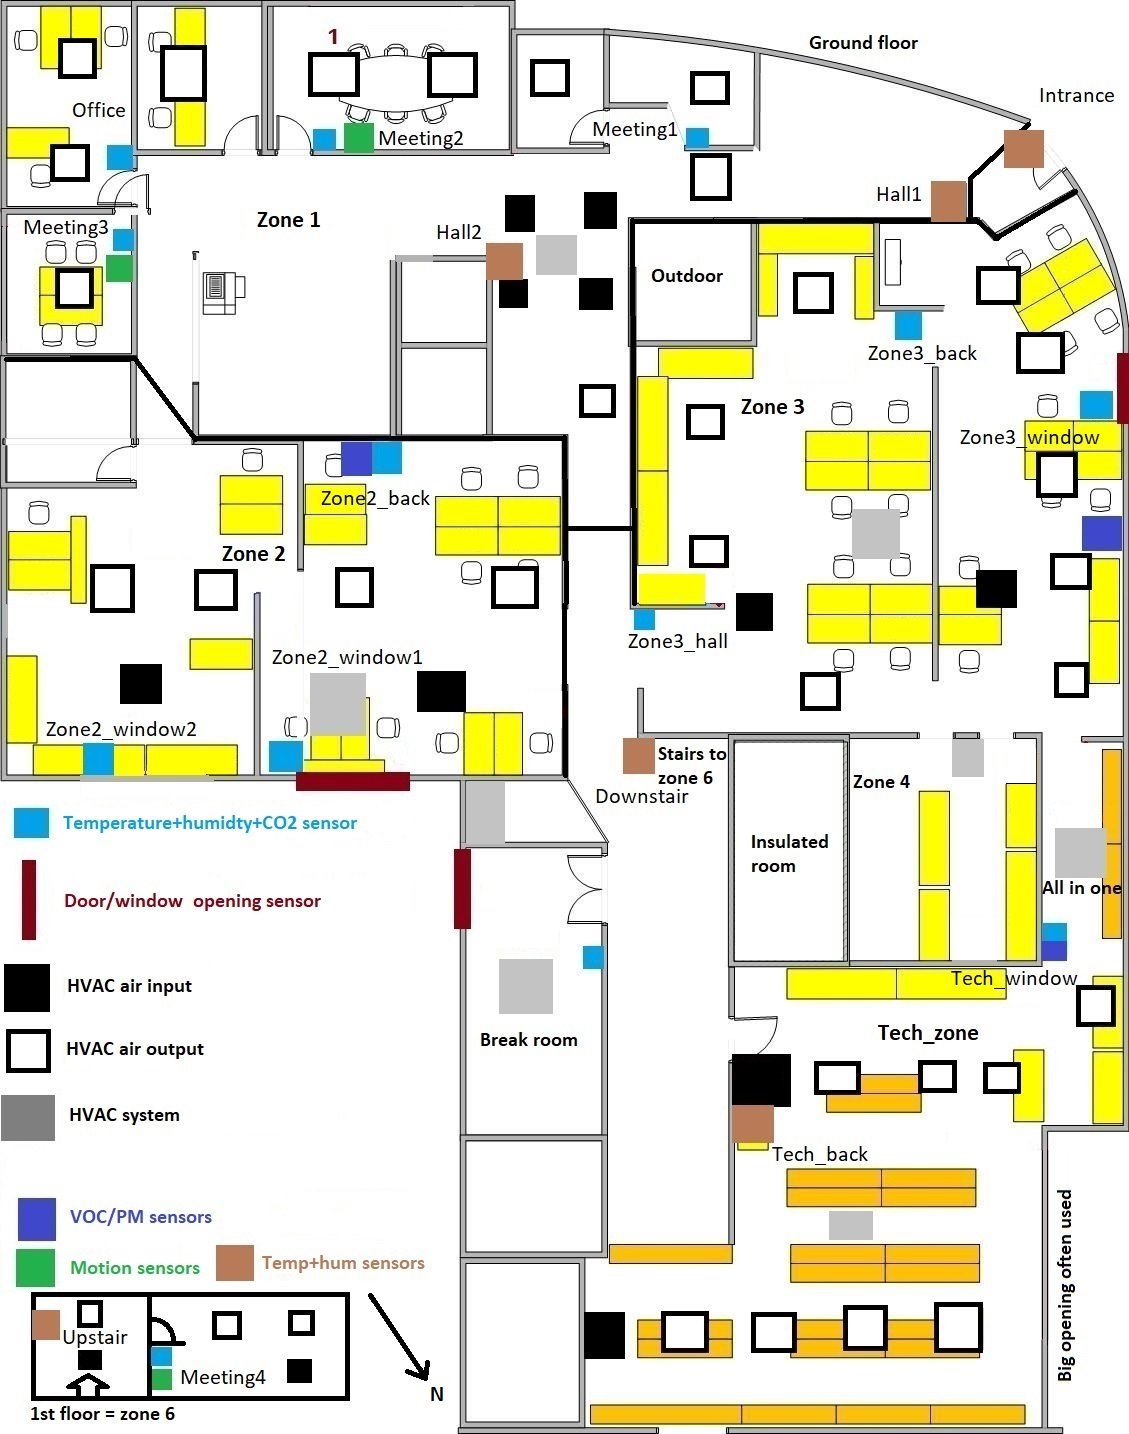 1
Ground floor
Intrance
Office
Meeting2
Meeting1
Hall1
Meeting3
Zone 1
Hall2
Outdoor
Zone3_back
Zone 3
Zone3_window
Zone2_back
Zone 2
Zone3_hall
Zone2_window1
Zone2_window2
Stairs to
zone 6
Downstair
Zone 4
Temperature+humidty+CO2 sensor
Insulated
room
All in one
Door/window opening sensor
Tech_window
HVAC air input
Break room
Tech_zone
HVAC air output
HVAC system
Tech_back
VOC/PM sensors
Motion sensors
Temp+hum sensors
Big opening often used
Upstair
Meeting4
N
1st floor = zone 6